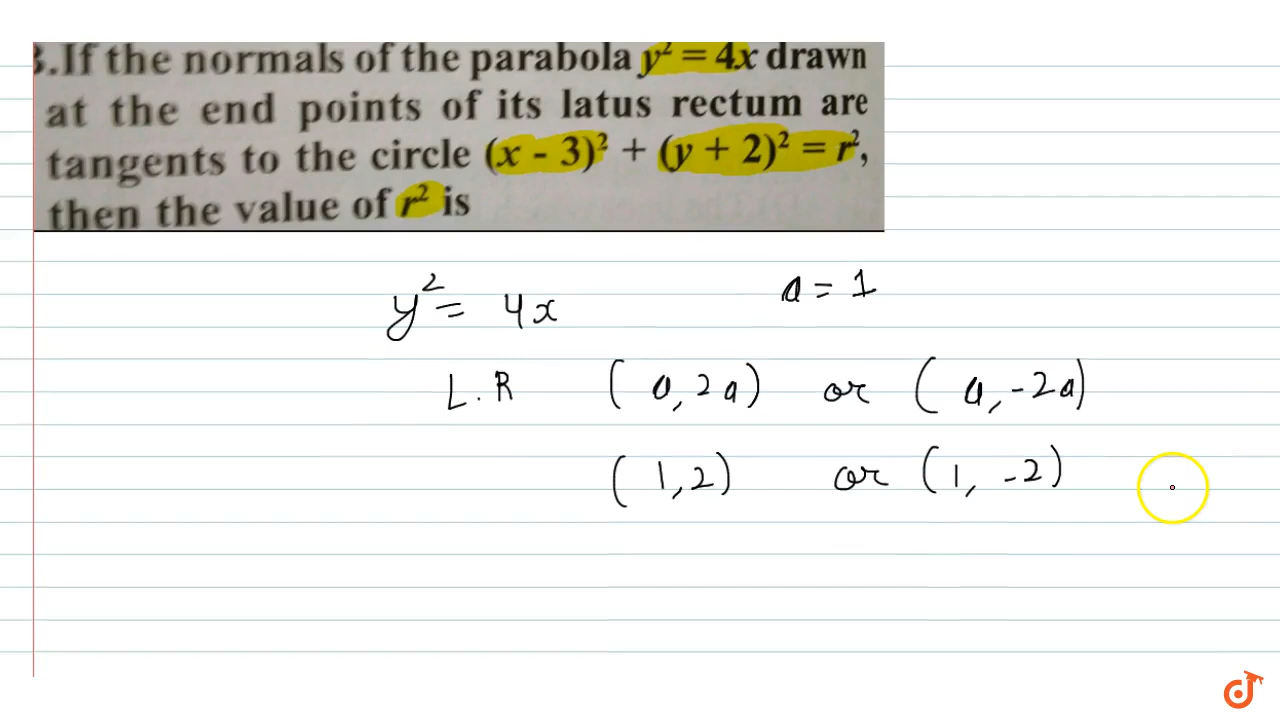 3.If the normals of the parabola y² = 4x drawn
at the end points of its latus rectum are
tangents to the circle (x - 3)² + (y + 2)² = r²,
then the value of r² is
y² = 4x a = 1
L.R (a, 2a) or (a, -2a)
(1, 2) or (1, -2)